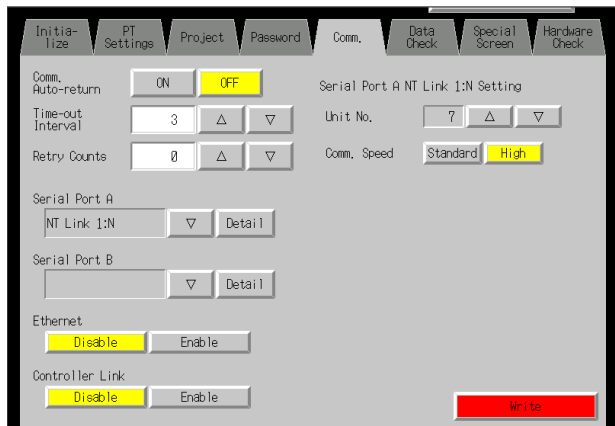 Initia-
lize
PT
Settings
Project
Password
Comm.
Data
Check
Special
Screen
Hardware
Check
Comm.
Auto-return
ON
OFF
Time-out
Interval
3
△
▽
Retry Counts
0
△
▽
Serial Port A
NT Link 1:N
▽
Detail
Serial Port B
▽
Detail
Ethernet
Disable
Enable
Controller Link
Disable
Enable
Serial Port A NT Link 1:N Setting
Unit No.
7
△
▽
Comm. Speed
Standard
High
Write